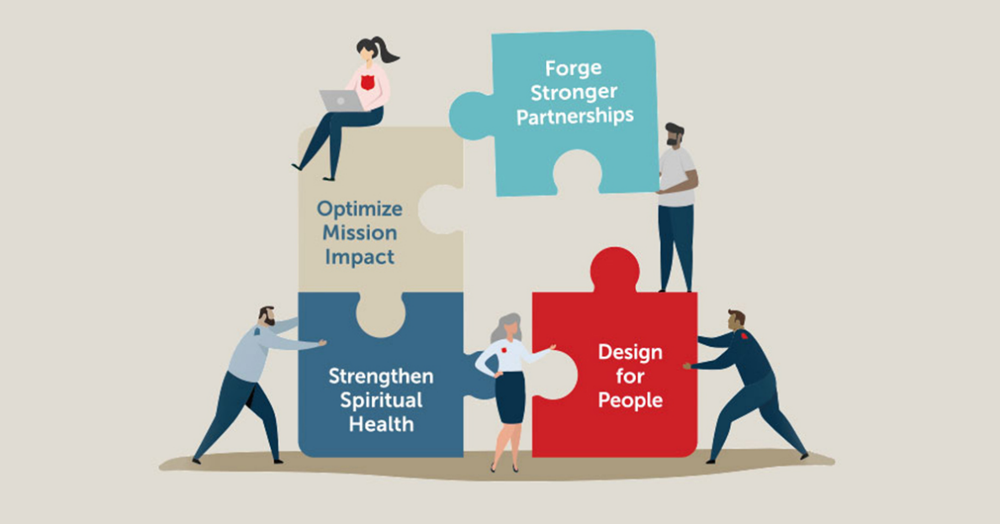 Forge
Stronger
Partnerships
Optimize
Mission
Impact
Strengthen
Spiritual
Health
Design
for
People